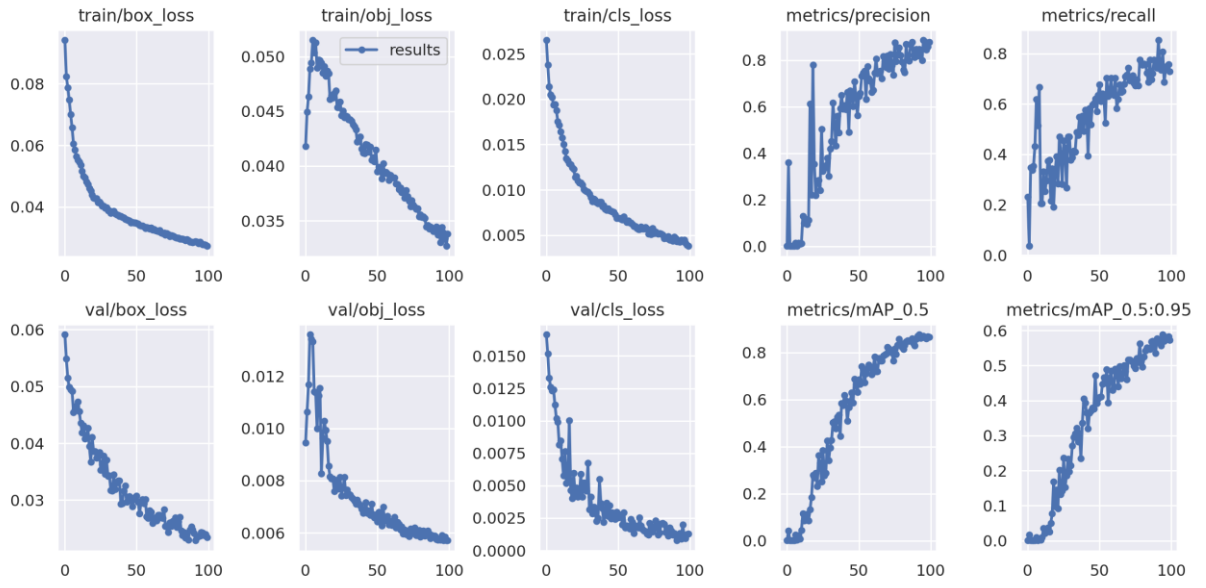 train/box_loss
0.08
0.06
0.04
0 50 100
train/obj_loss
results
0.050
0.045
0.040
0.035
0 50 100
train/cls_loss
0.025
0.020
0.015
0.010
0.005
0 50 100
metrics/precision
0.8
0.6
0.4
0.2
0.0
0 50 100
metrics/recall
0.8
0.6
0.4
0.2
0.0
0 50 100
val/box_loss
0.06
0.05
0.04
0.03
0 50 100
val/obj_loss
0.012
0.010
0.008
0.006
0 50 100
val/cls_loss
0.0150
0.0125
0.0100
0.0075
0.0050
0.0025
0.0000
0 50 100
metrics/mAP_0.5
0.8
0.6
0.4
0.2
0.0
0 50 100
metrics/mAP_0.5:0.95
0.6
0.5
0.4
0.3
0.2
0.1
0.0
0 50 100